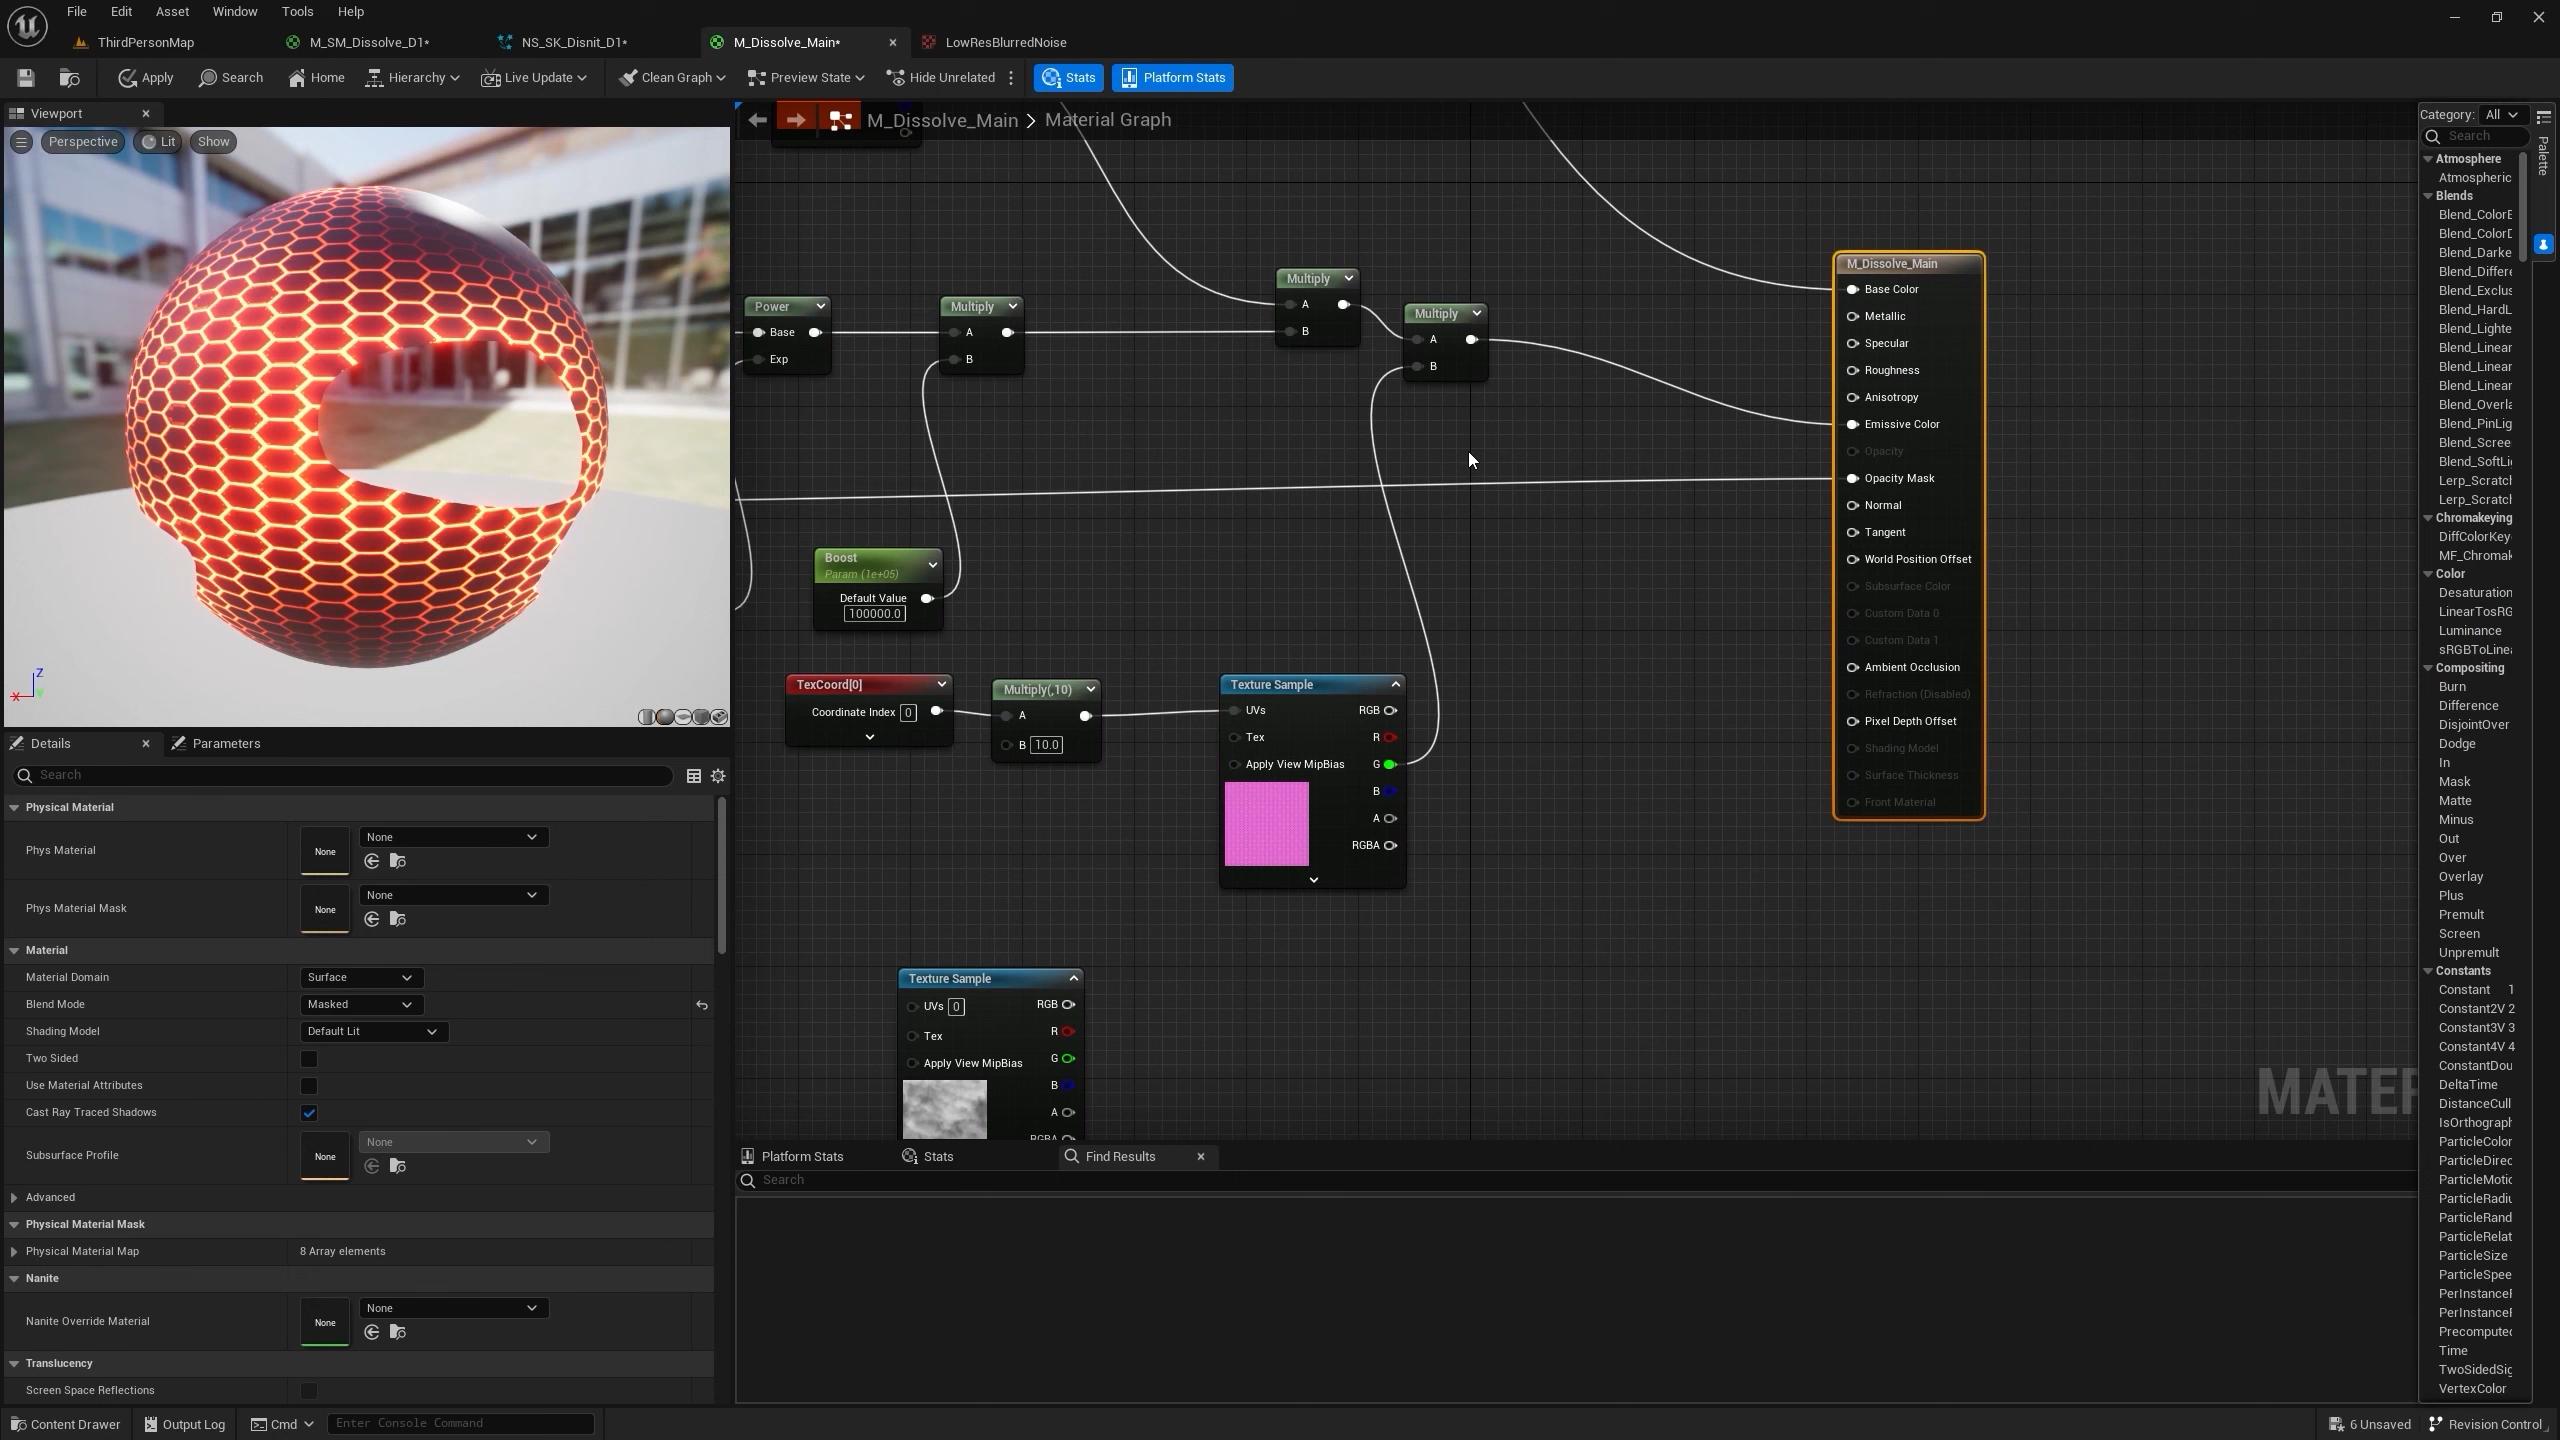 File Edit Asset Window Tools Help
ThirdPersonMap M_SM_Dissolve_D1* NS_SK_Disnit_D1* M_Dissolve_Main* LowResBlurredNoise
Apply Search Home Hierarchy Live Update Clean Graph Preview State Hide Unrelated Stats Platform Stats
Viewport
Perspective Lit Show
Z
X
Details Parameters
Search
Physical Material
Phys Material None None
Phys Material Mask None None
Material
Material Domain Surface
Blend Mode Masked
Shading Model Default Lit
Two Sided
Use Material Attributes
Cast Ray Traced Shadows
Subsurface Profile None None
Advanced
Physical Material Mask
Physical Material Map 8 Array elements
Nanite
Nanite Override Material None None
Translucency
Screen Space Reflections
M_Dissolve_Main > Material Graph
Power
Base
Exp
Multiply
A
B
Multiply
A
B
Multiply
A
B
Boost
Param (1e+05)
Default Value
100000.0
TexCoord[0]
Coordinate Index 0
Multiply(,10)
A
B 10.0
Texture Sample
UVs RGB
Tex R
Apply View MipBias G
B
A
RGBA
Texture Sample
UVs 0 RGB
Tex R
Apply View MipBias G
B
A
RGBA
M_Dissolve_Main
Base Color
Metallic
Specular
Roughness
Anisotropy
Emissive Color
Opacity
Opacity Mask
Normal
Tangent
World Position Offset
Subsurface Color
Custom Data 0
Custom Data 1
Ambient Occlusion
Refraction (Disabled)
Pixel Depth Offset
Shading Model
Surface Thickness
Front Material
MATER
Platform Stats Stats Find Results
Search
Category: All
Search
Palette
Atmosphere
Atmospheric
Blends
Blend_ColorB
Blend_ColorD
Blend_Darke
Blend_Differe
Blend_Exclus
Blend_HardL
Blend_Lighte
Blend_Linear
Blend_Linear
Blend_Linear
Blend_Overla
Blend_PinLig
Blend_Scree
Blend_SoftLi
Lerp_Scratch
Lerp_Scratch
Chromakeying
DiffColorKey
MF_Chromak
Color
Desaturation
LinearTosRG
Luminance
sRGBToLinea
Compositing
Burn
Difference
DisjointOver
Dodge
In
Mask
Matte
Minus
Out
Over
Overlay
Plus
Premult
Screen
Unpremult
Constants
Constant 1
Constant2V 2
Constant3V 3
Constant4V 4
ConstantDou
DeltaTime
DistanceCull
IsOrthograph
ParticleColor
ParticleDirec
ParticleMotic
ParticleRadiu
ParticleRand
ParticleRelat
ParticleSize
ParticleSpee
PerInstanceF
PerInstanceF
Precomputed
Time
TwoSidedSig
VertexColor
Content Drawer Output Log Cmd Enter Console Command 6 Unsaved Revision Control